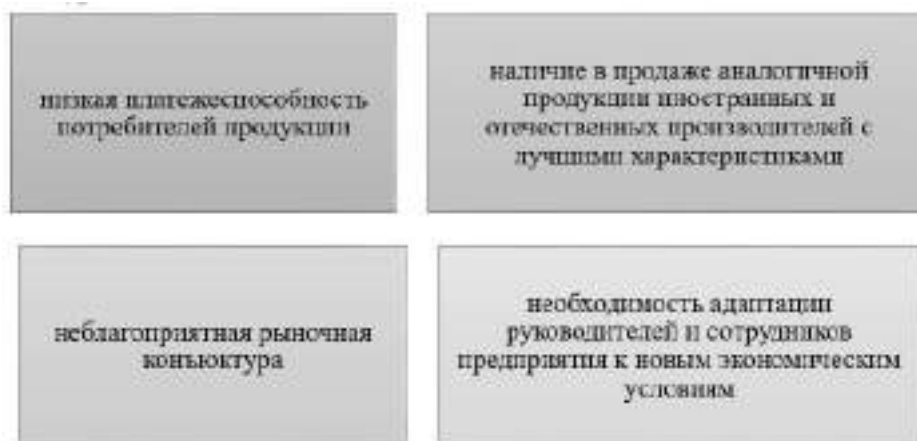 низкая платежеспособность
потребителей продукции
наличие в продаже аналогичной
продукции иностранных и
отечественных производителей с
лучшими характеристиками
неблагоприятная рыночная
конъюктура
необходимость адаптации
руководителей и сотрудников
предприятия к новым экономическим
условиям